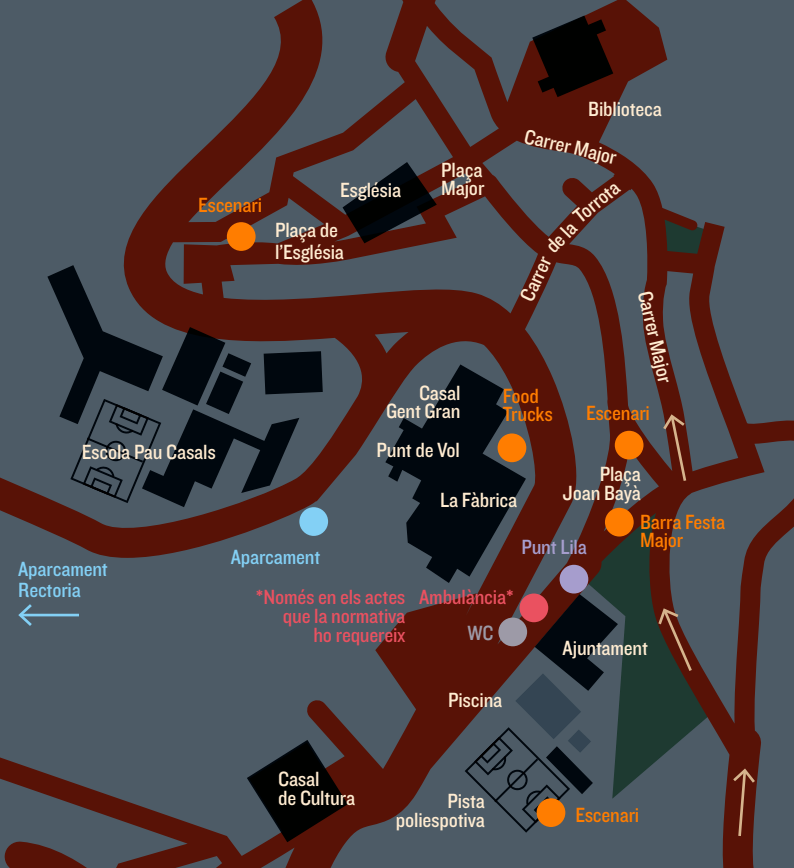 Biblioteca
Carrer Major
Plaça
Major
Església
Escenari
Plaça de
l'Església
Carrer de la Torrota
Carrer Major
Casal
Gent Gran
Food
Trucks
Escenari
Punt de Vol
Escola Pau Casals
Plaça
Joan Bayà
La Fàbrica
Barra Festa
Major
Punt Lila
Aparcament
Aparcament
Rectoria
*Només en els actes
que la normativa
ho requereix
Ambulància*
WC
Ajuntament
Piscina
Casal
de Cultura
Pista
poliespotiva
Escenari